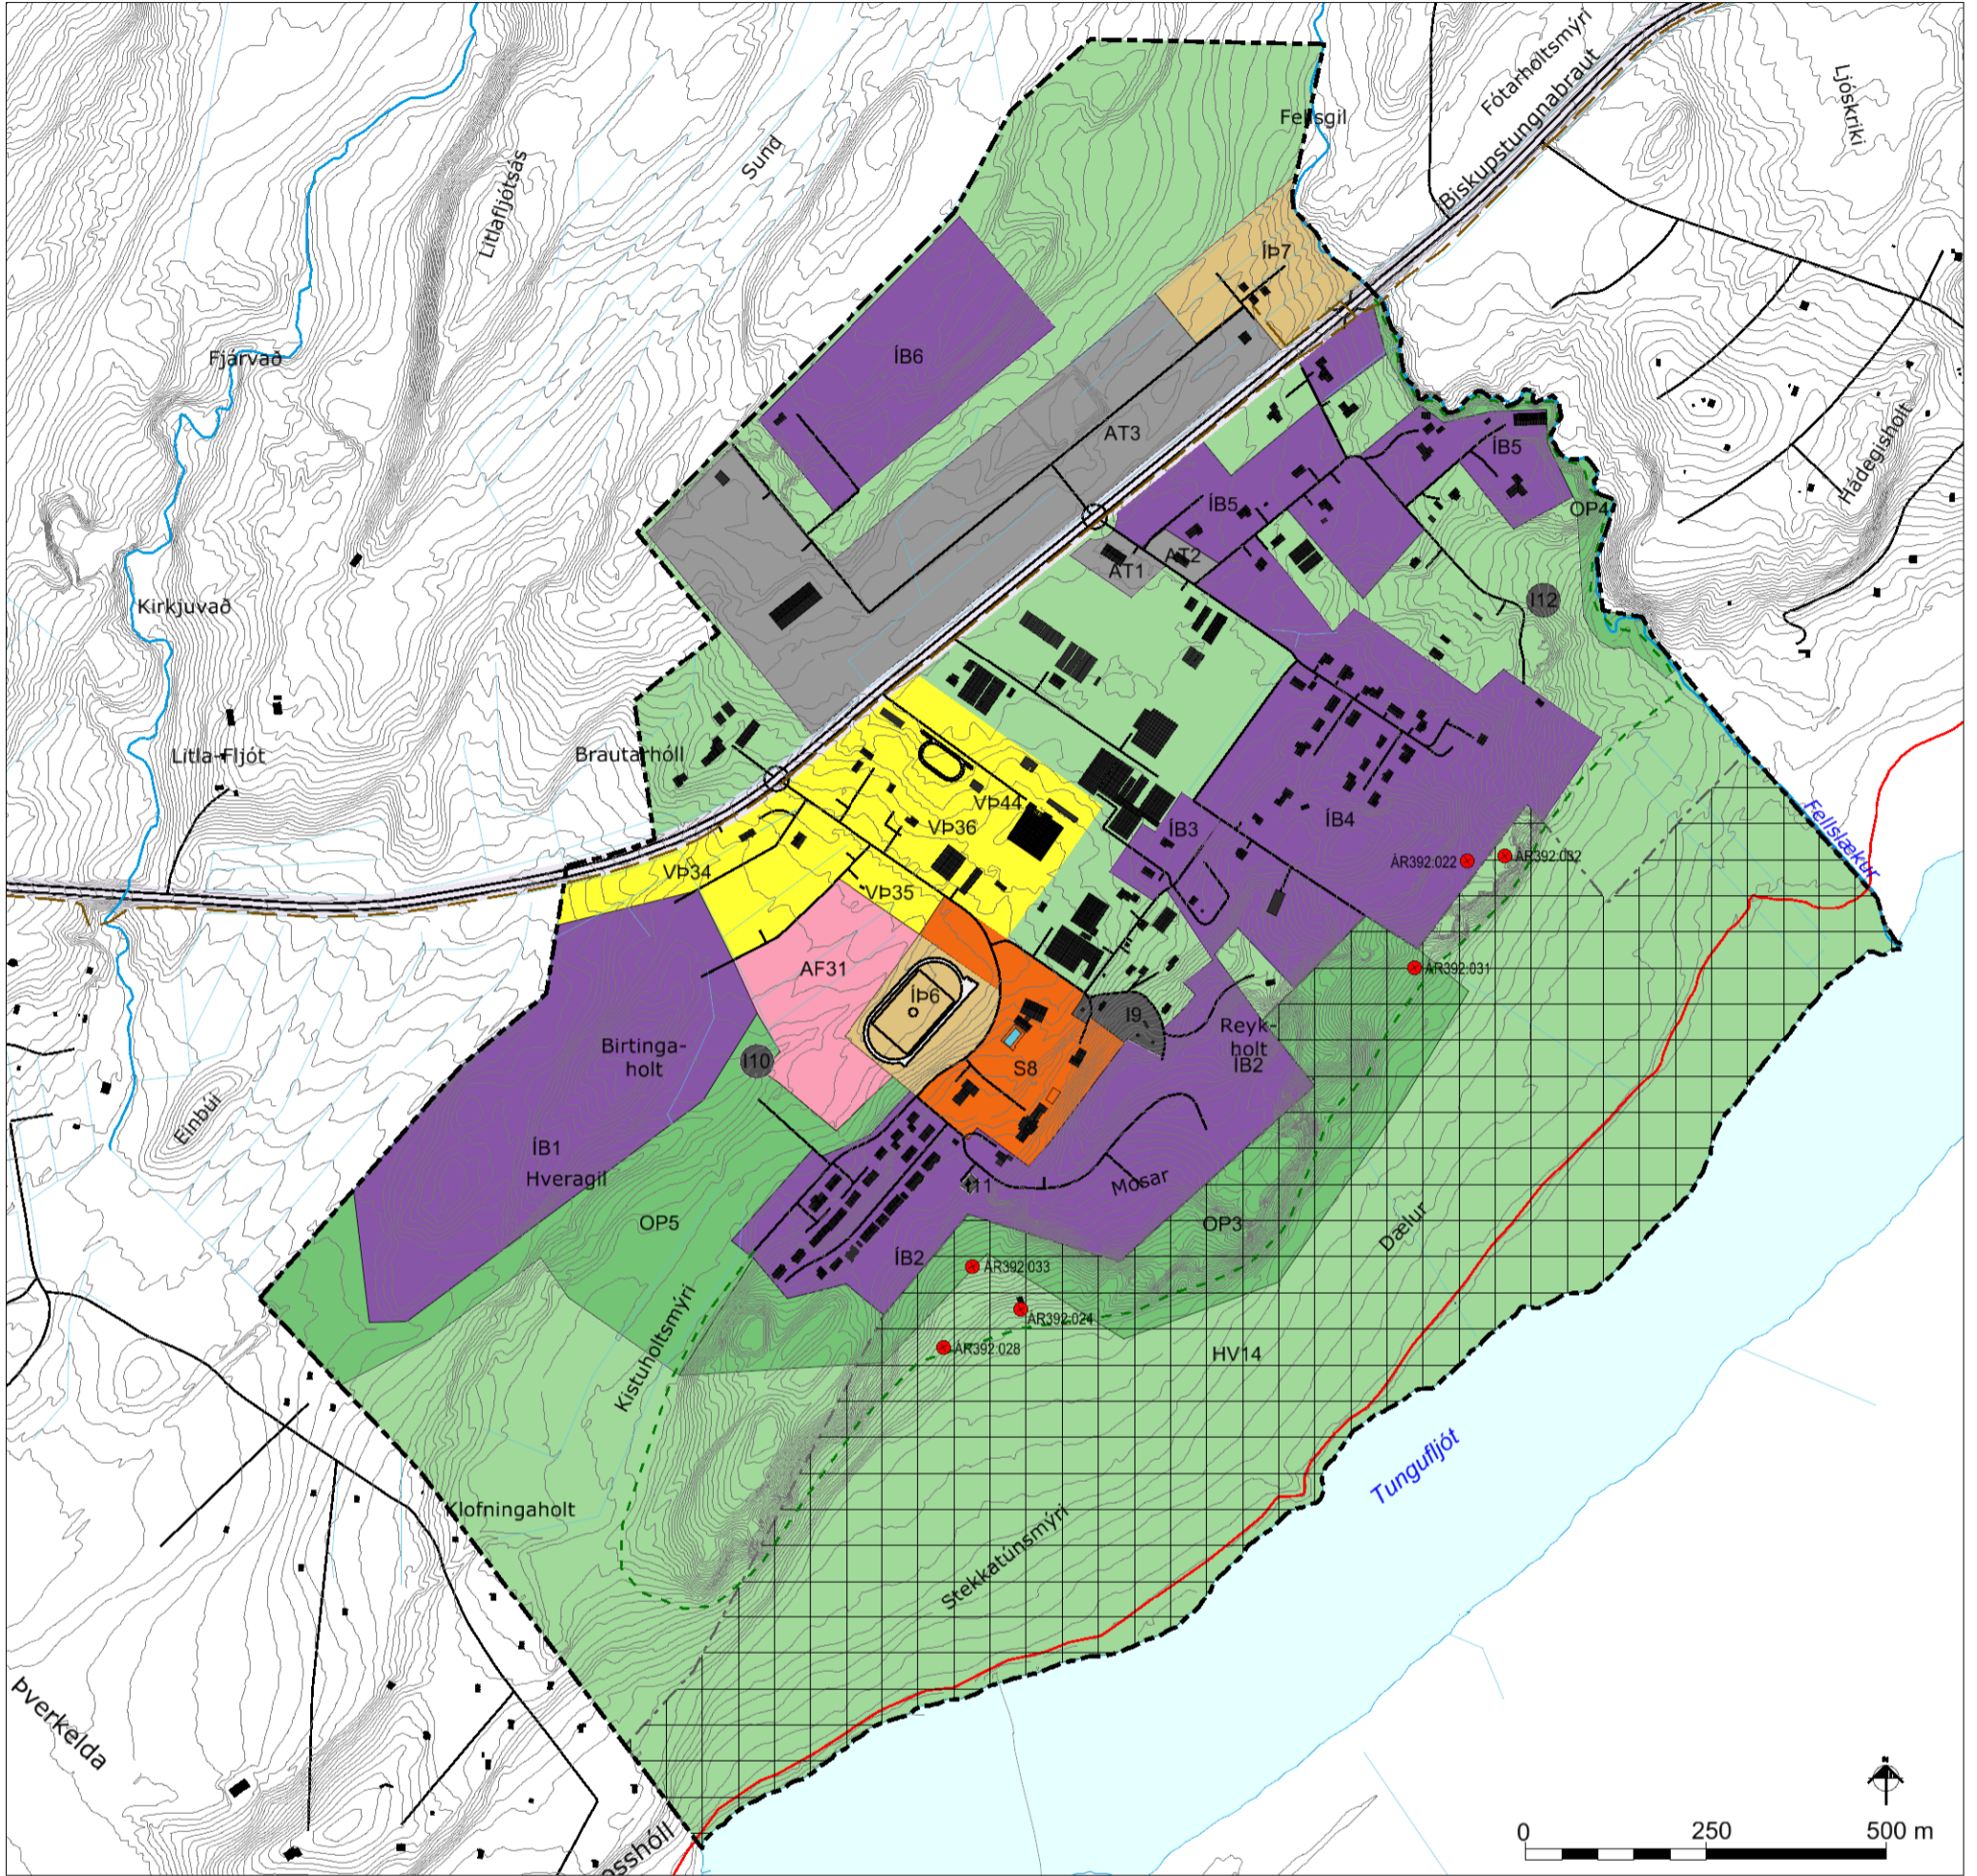 Fótarholtsmýri
Ljóskriki
Fellsgil
Biskupstungnabraut
Sund
Litlafljótsás
ÍÞ7
Fjárvað
ÍB6
AT3
Hádegisholt
ÍB5
ÍB5
OP4
AT2
AT1
I12
Kirkjuvað
Litla-Fljót
Brautarhóll
VÞ44
VÞ36
ÍB3
ÍB4
Fellslækur
VÞ34
VÞ35
ÁR392:022
ÁR392:032
AF31
ÍÞ6
ÁR392:031
I9
Reyk-
holt
ÍB2
Birtinga-
holt
I10
S8
Einbúi
ÍB1
Hveragil
I11
Mosar
OP5
OP3
Dælur
ÍB2
ÁR392:033
ÁR392:024
ÁR392:028
HV14
Kistuholtsmýri
Tungufljót
Klofningaholt
Stekkatúnsmýri
Þverkelda
N
0 250 500 m